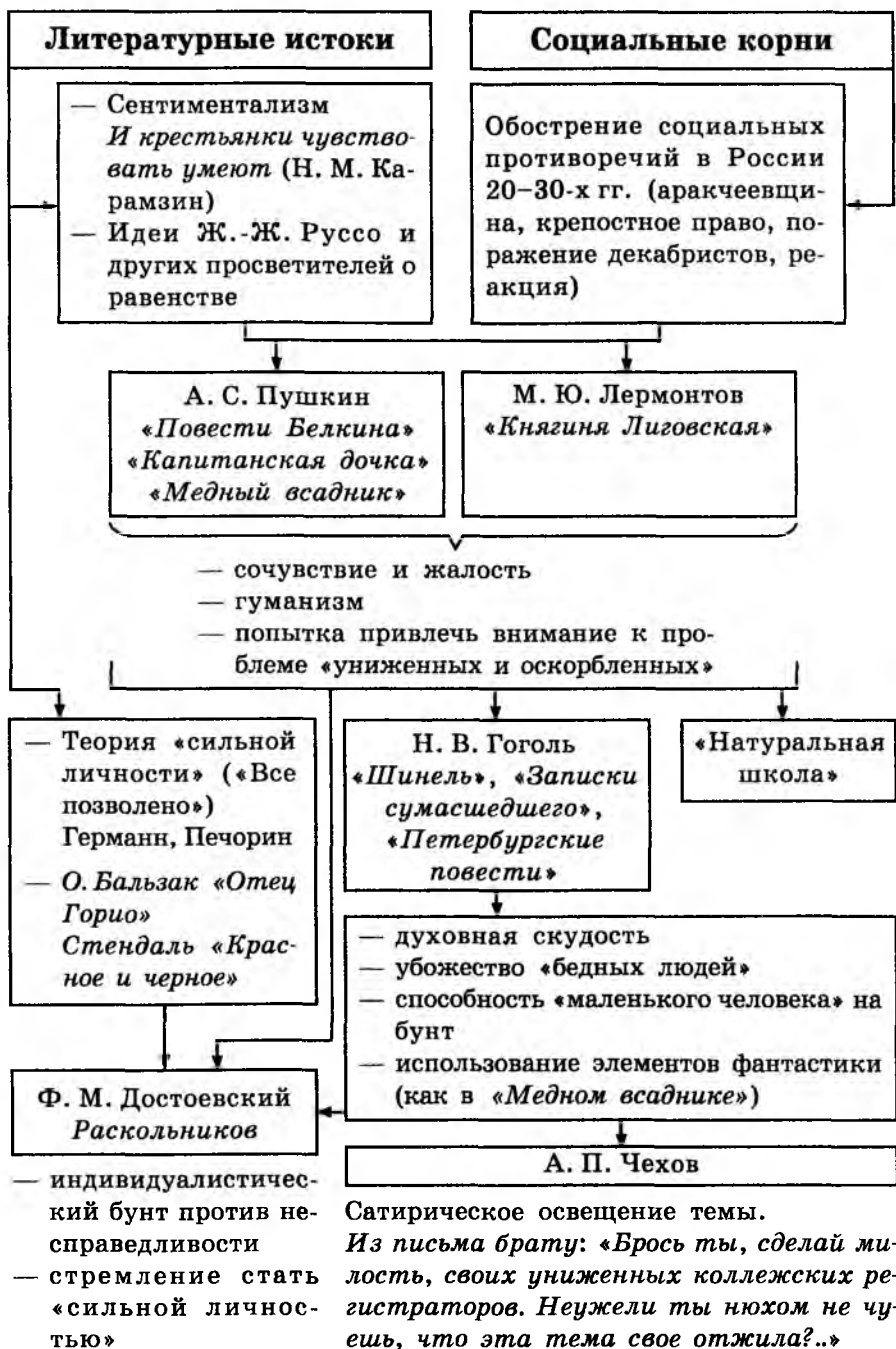 Литературные истоки
Социальные корни
— Сентиментализм
И крестьянки чувство-
вать умеют (Н. М. Ка-
рамзин)
— Идеи Ж.-Ж. Руссо и
других просветителей о
равенстве
Обострение социальных
противоречий в России
20–30-х гг. (аракчеевщи-
на, крепостное право, по-
ражение декабристов, ре-
акция)
А. С. Пушкин
«Повести Белкина»
«Капитанская дочка»
«Медный всадник»
М. Ю. Лермонтов
«Княгиня Лиговская»
— сочувствие и жалость
— гуманизм
— попытка привлечь внимание к про-
блеме «униженных и оскорбленных»
— Теория «сильной
личности» («Все
позволено»)
Германн, Печорин
— О. Бальзак «Отец
Горио»
Стендаль «Крас-
ное и черное»
Н. В. Гоголь
«Шинель», «Записки
сумасшедшего»,
«Петербургские
повести»
«Натуральная
школа»
— духовная скудость
— убожество «бедных людей»
— способность «маленького человека» на
бунт
— использование элементов фантастики
(как в «Медном всаднике»)
Ф. М. Достоевский
Раскольников
А. П. Чехов
— индивидуалистичес-
кий бунт против не-
справедливости
— стремление стать
«сильной личнос-
тью»
Сатирическое освещение темы.
Из письма брату: «Брось ты, сделай ми-
лость, своих униженных коллежских ре-
гистраторов. Неужели ты нюхом не чу-
ешь, что эта тема свое отжила?..»